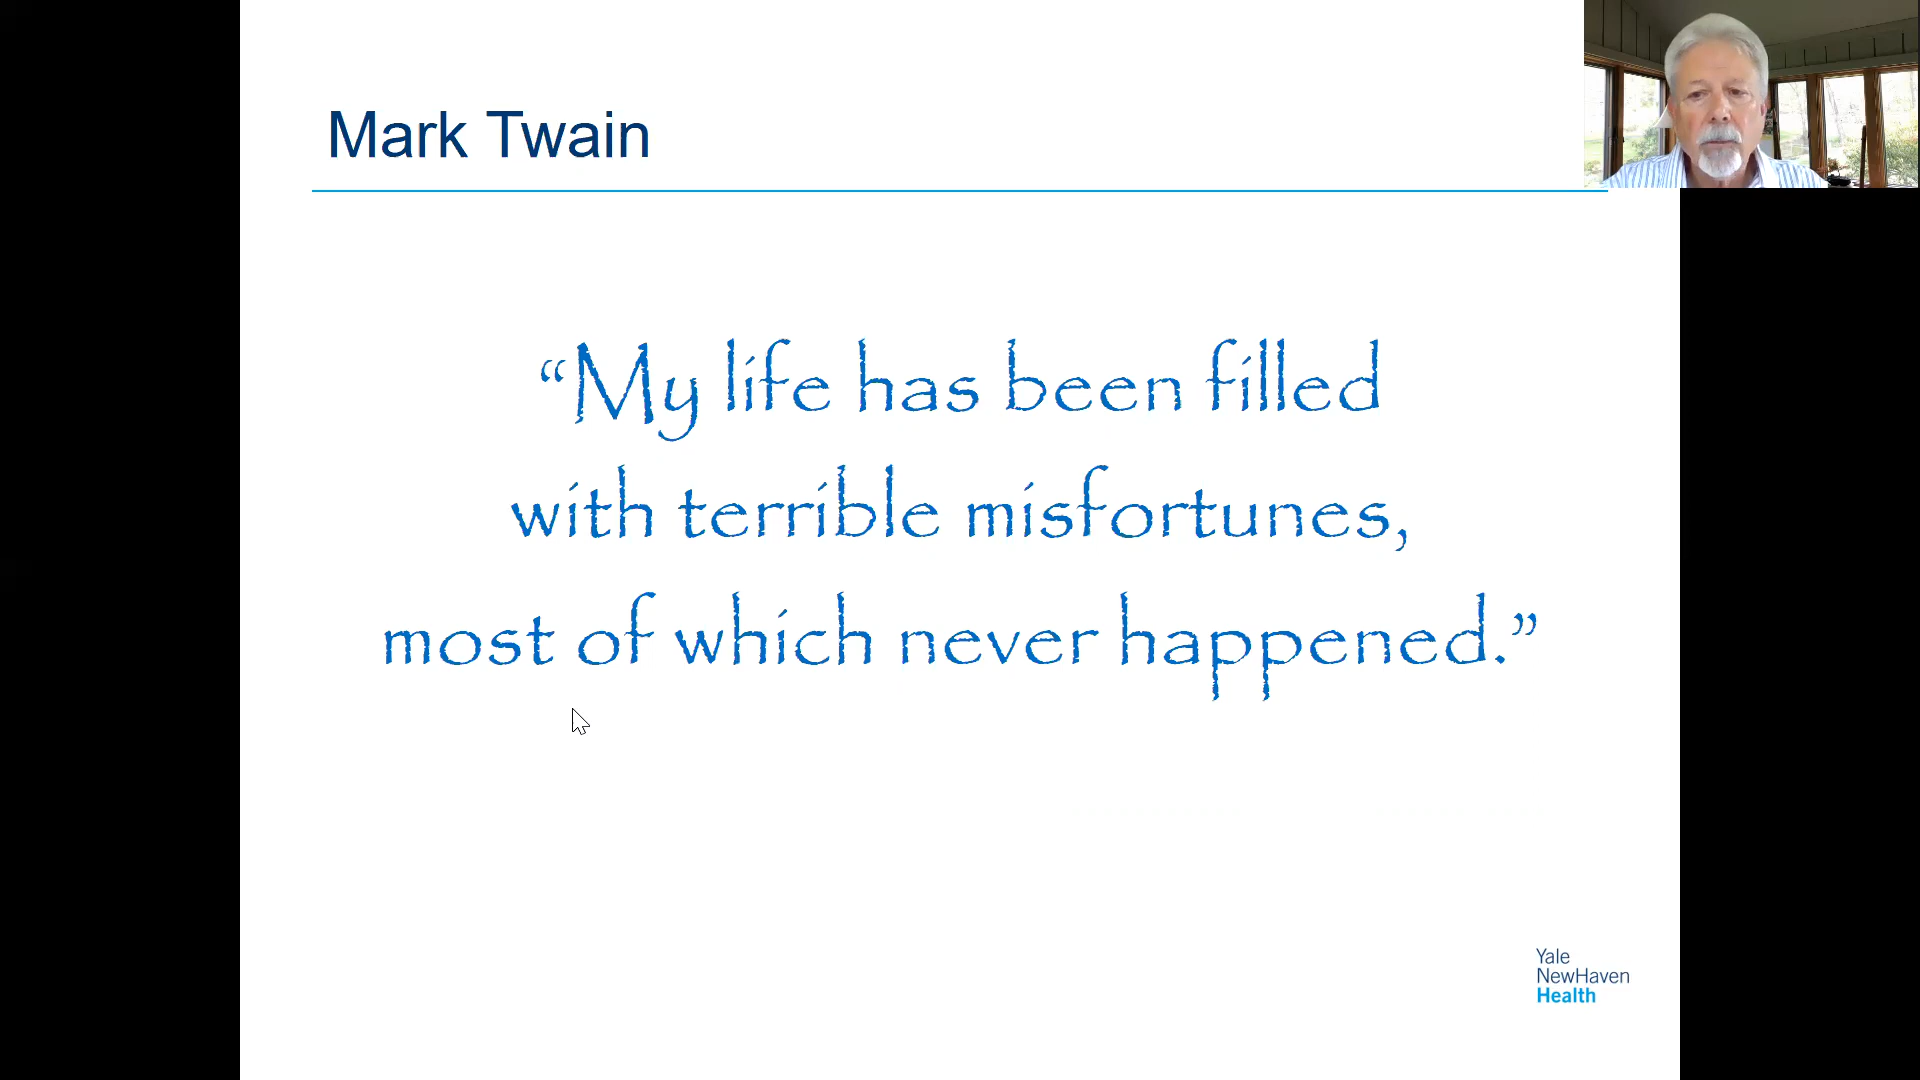 Mark Twain
“My life has been filled
with terrible misfortunes,
most of which never happened.”
Yale
NewHaven
Health